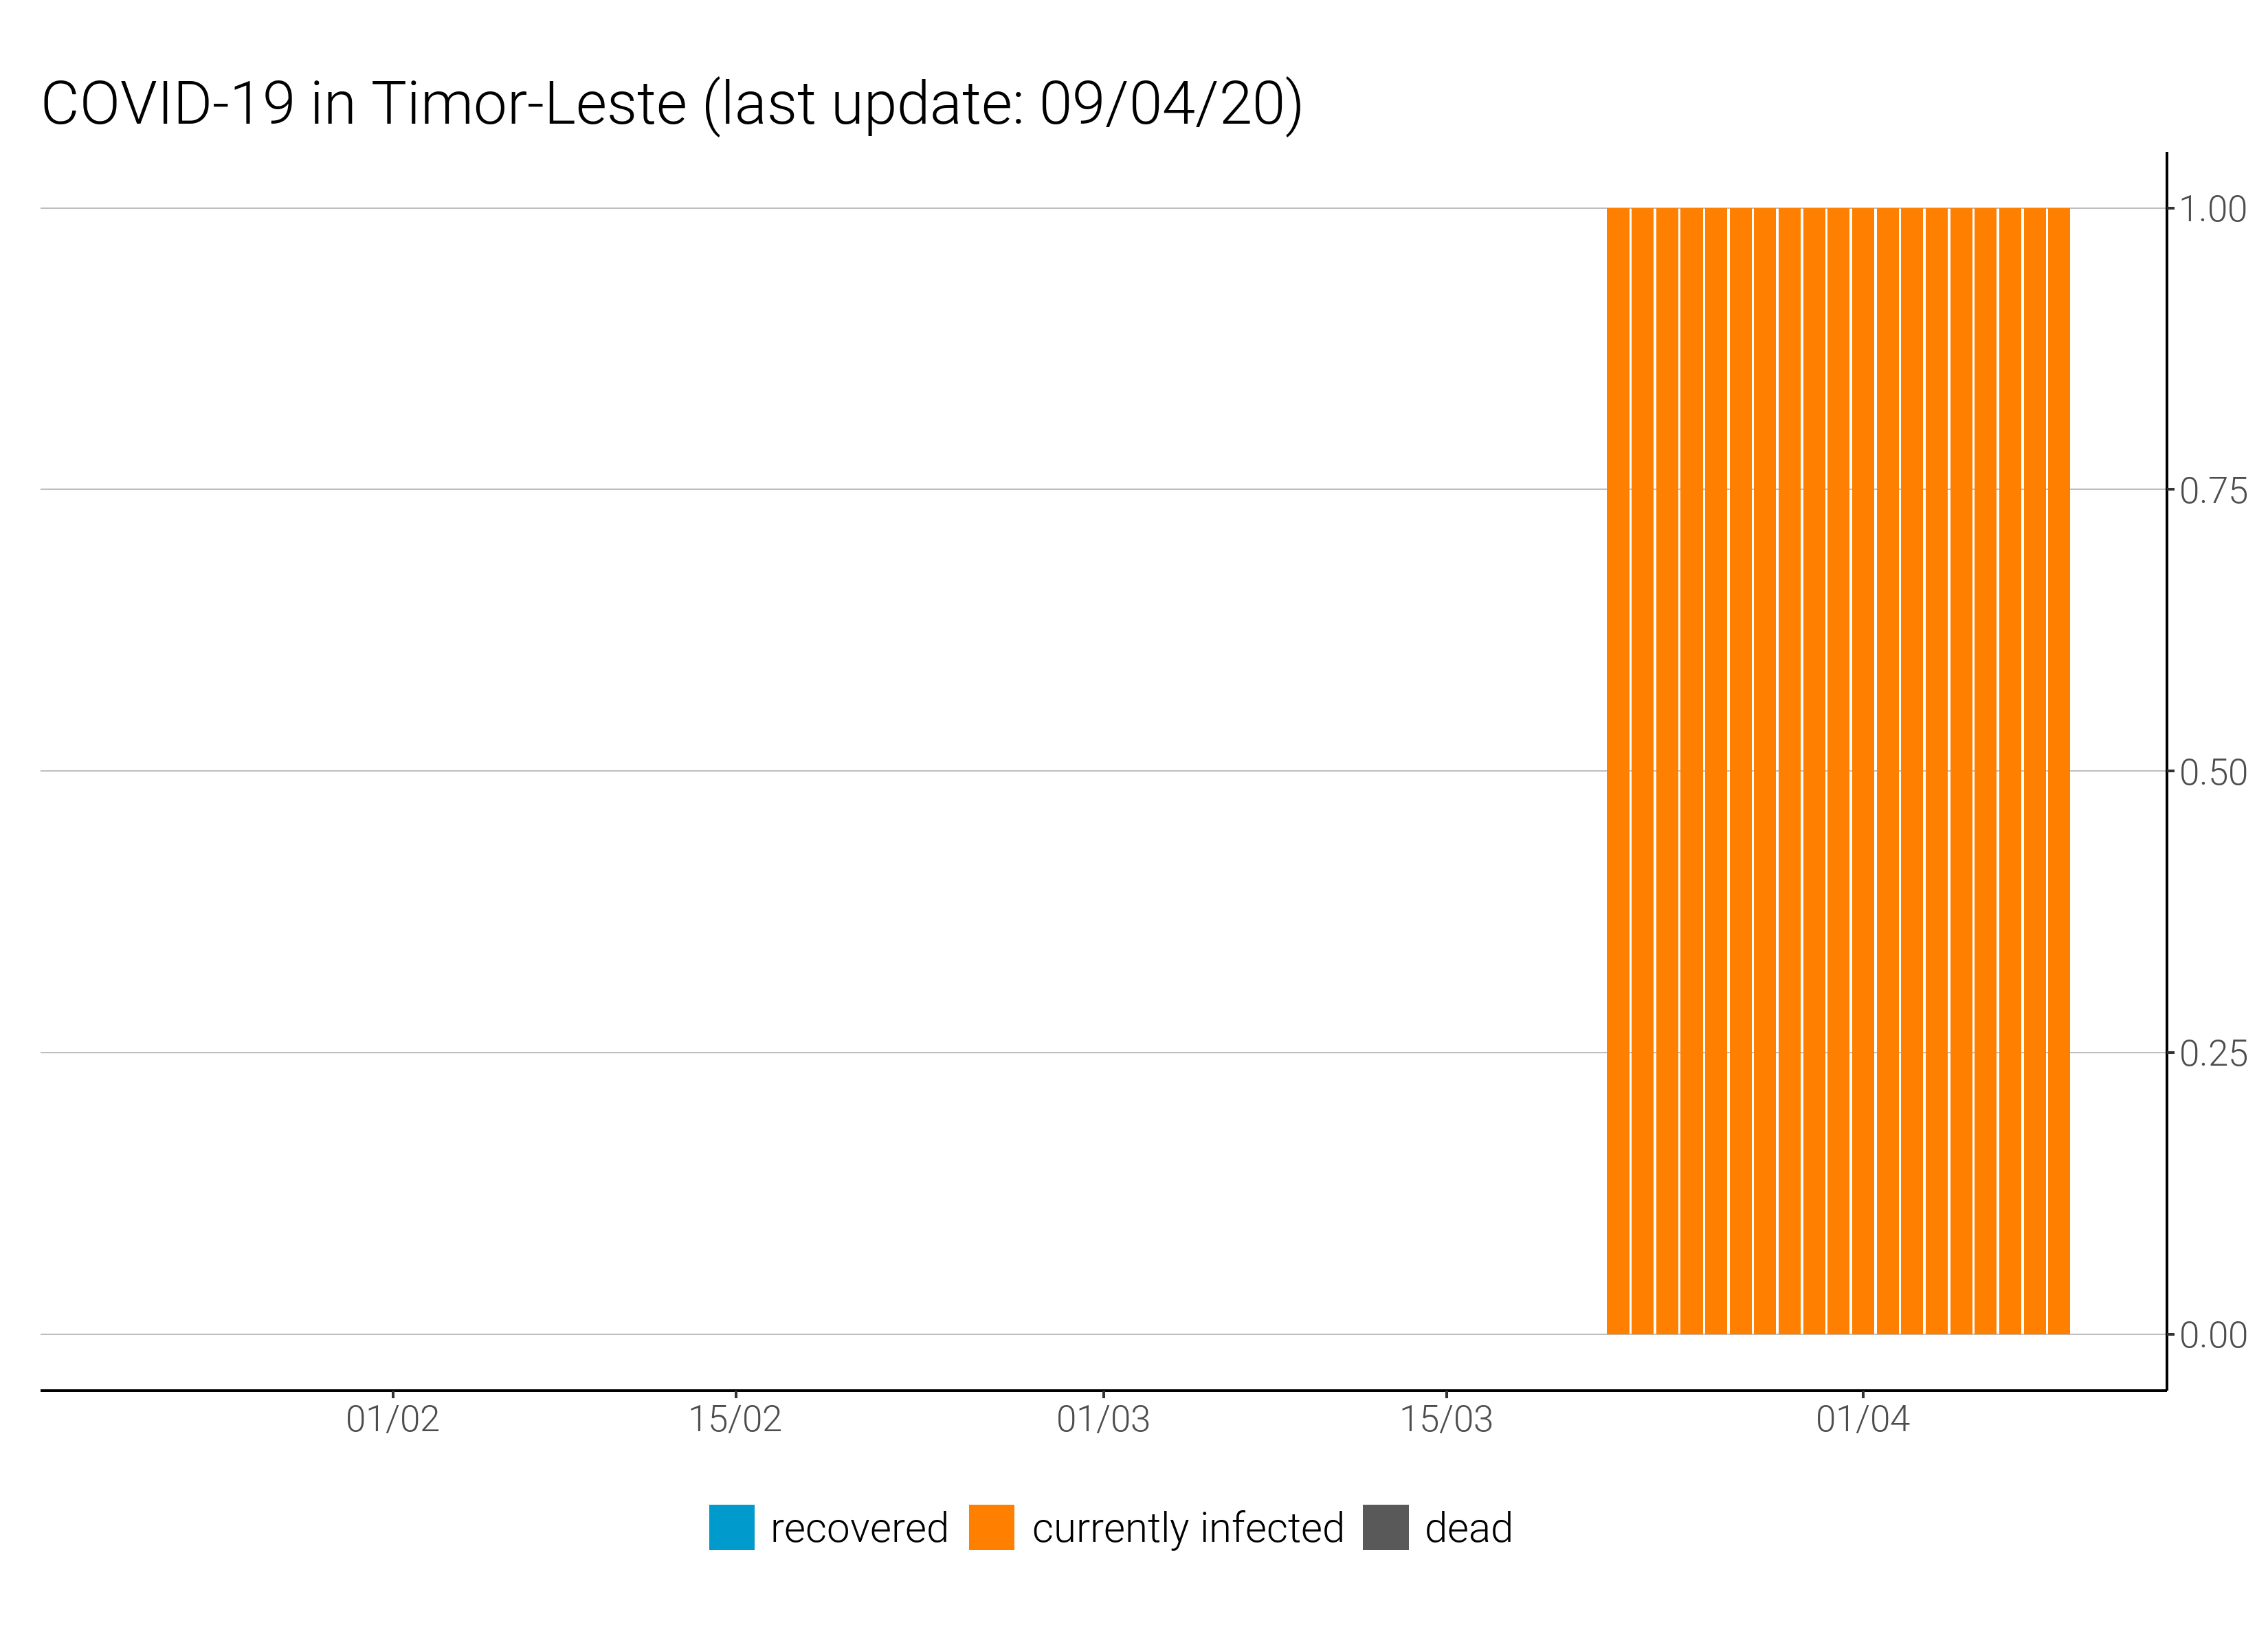 COVID-19 in Timor-Leste (last update: 09/04/20)
1.00
0.75
0.50
0.25
0.00
01/02 15/02 01/03 15/03 01/04
recovered currently infected dead